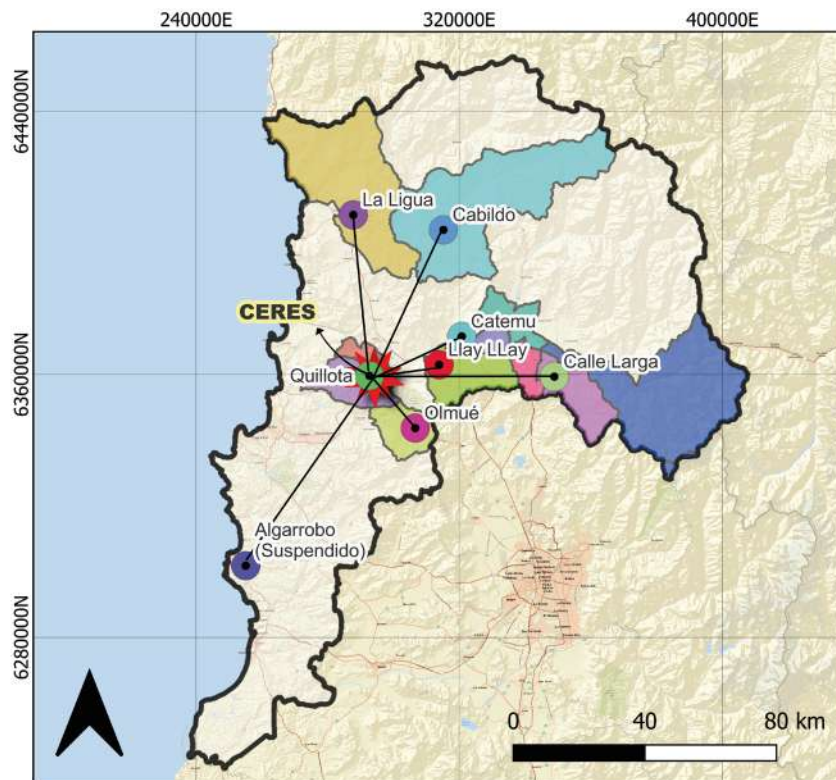 240000E 320000E 400000E
6440000N
La Ligua
Cabildo
CERES
Catemu
Llay LLay
Quillota
Calle Larga
6360000N
Olmué
Algarrobo
(Suspendido)
6280000N
0 40 80 km